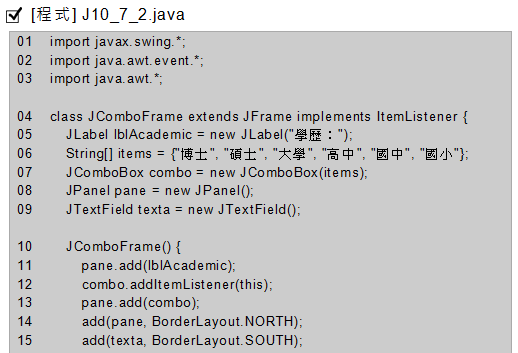 [程式] J10_7_2.java
01 import javax.swing.*;
02 import java.awt.event.*;
03 import java.awt.*;
04 class JComboFrame extends JFrame implements ItemListener {
05 JLabel lblAcademic = new JLabel("學歷：");
06 String[] items = {"博士", "碩士", "大學", "高中", "國中", "國小"};
07 JComboBox combo = new JComboBox(items);
08 JPanel pane = new JPanel();
09 JTextField texta = new JTextField();
10 JComboFrame() {
11 pane.add(lblAcademic);
12 combo.addItemListener(this);
13 pane.add(combo);
14 add(pane, BorderLayout.NORTH);
15 add(texta, BorderLayout.SOUTH);